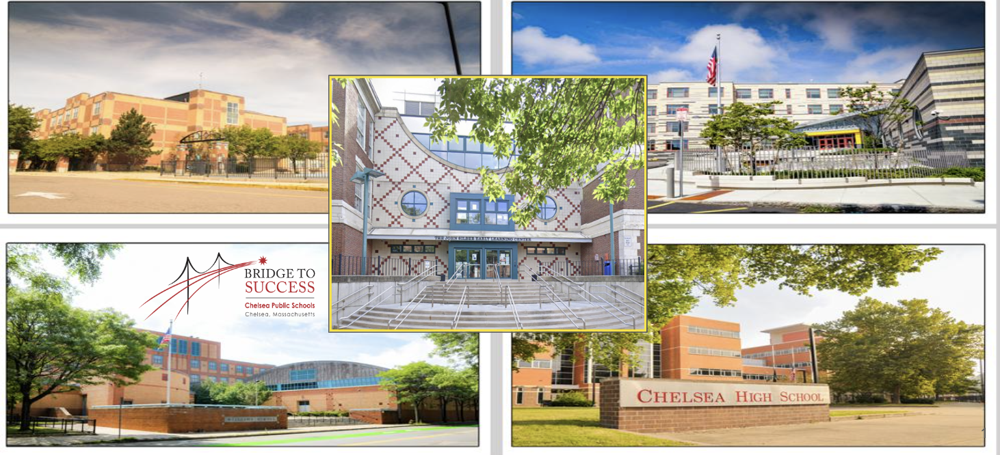 THE JOHN SILBER EARLY LEARNING CENTER
BRIDGE TO
SUCCESS
Chelsea Public Schools
Chelsea, Massachusetts
CHELSEA HIGH SCHOOL